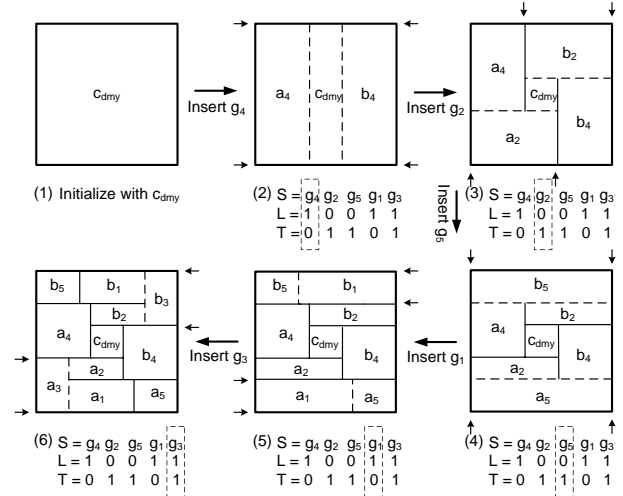 c_dmy
Insert g₄
a₄ c_dmy b₄
Insert g₂
a₄ b₂
c_dmy
a₂ b₄
(1) Initialize with c_dmy
(2) S = g₄ g₂ g₅ g₁ g₃
L = 1 0 0 1 1
T = 0 1 1 0 1
(3) S = g₄ g₂ g₅ g₁ g₃
L = 1 0 0 1 1
T = 0 1 1 0 1
Insert g₅
b₅ b₁ b₃
b₂
a₄ c_dmy b₄
a₂
a₃ a₁ a₅
Insert g₃
b₅ b₁
b₂
a₄ c_dmy b₄
a₂
a₁ a₅
Insert g₁
b₅
a₄ b₂
c_dmy b₄
a₂
a₅
(6) S = g₄ g₂ g₅ g₁ g₃
L = 1 0 0 1 1
T = 0 1 1 0 1
(5) S = g₄ g₂ g₅ g₁ g₃
L = 1 0 0 1 1
T = 0 1 1 0 1
(4) S = g₄ g₂ g₅ g₁ g₃
L = 1 0 0 1 1
T = 0 1 1 0 1